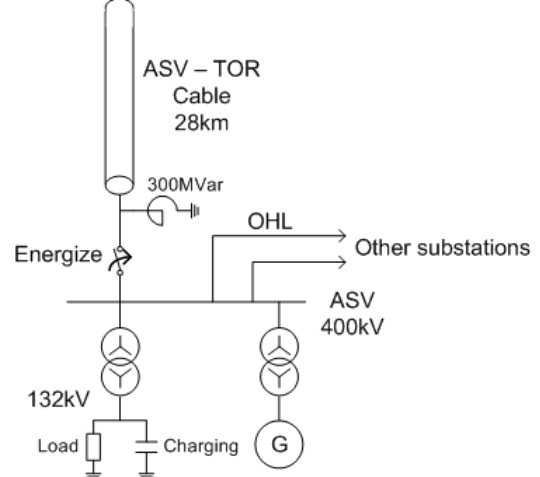 ASV – TOR
Cable
28km
300MVar
OHL
Energize
Other substations
ASV
400kV
132kV
Load
Charging
G